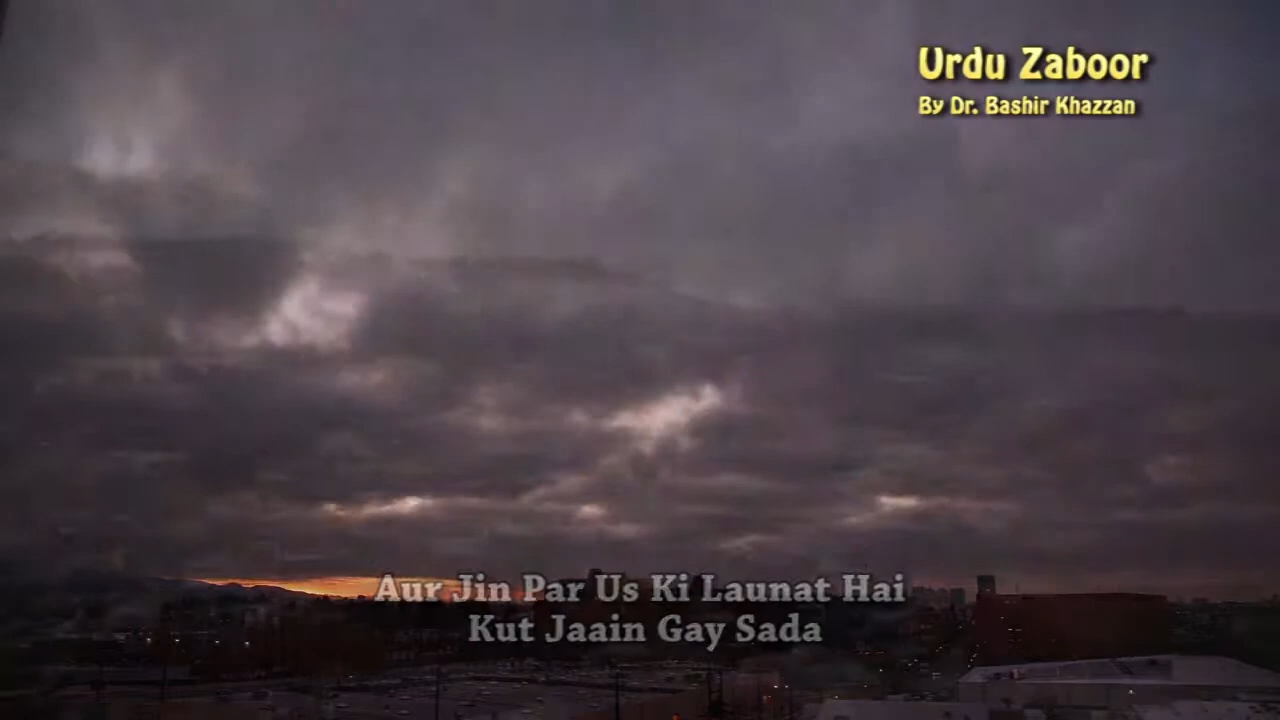 Urdu Zaboor
By Dr. Bashir Khazzan
Aur Jin Par Us Ki Launat Hai
Kut Jaain Gay Sada